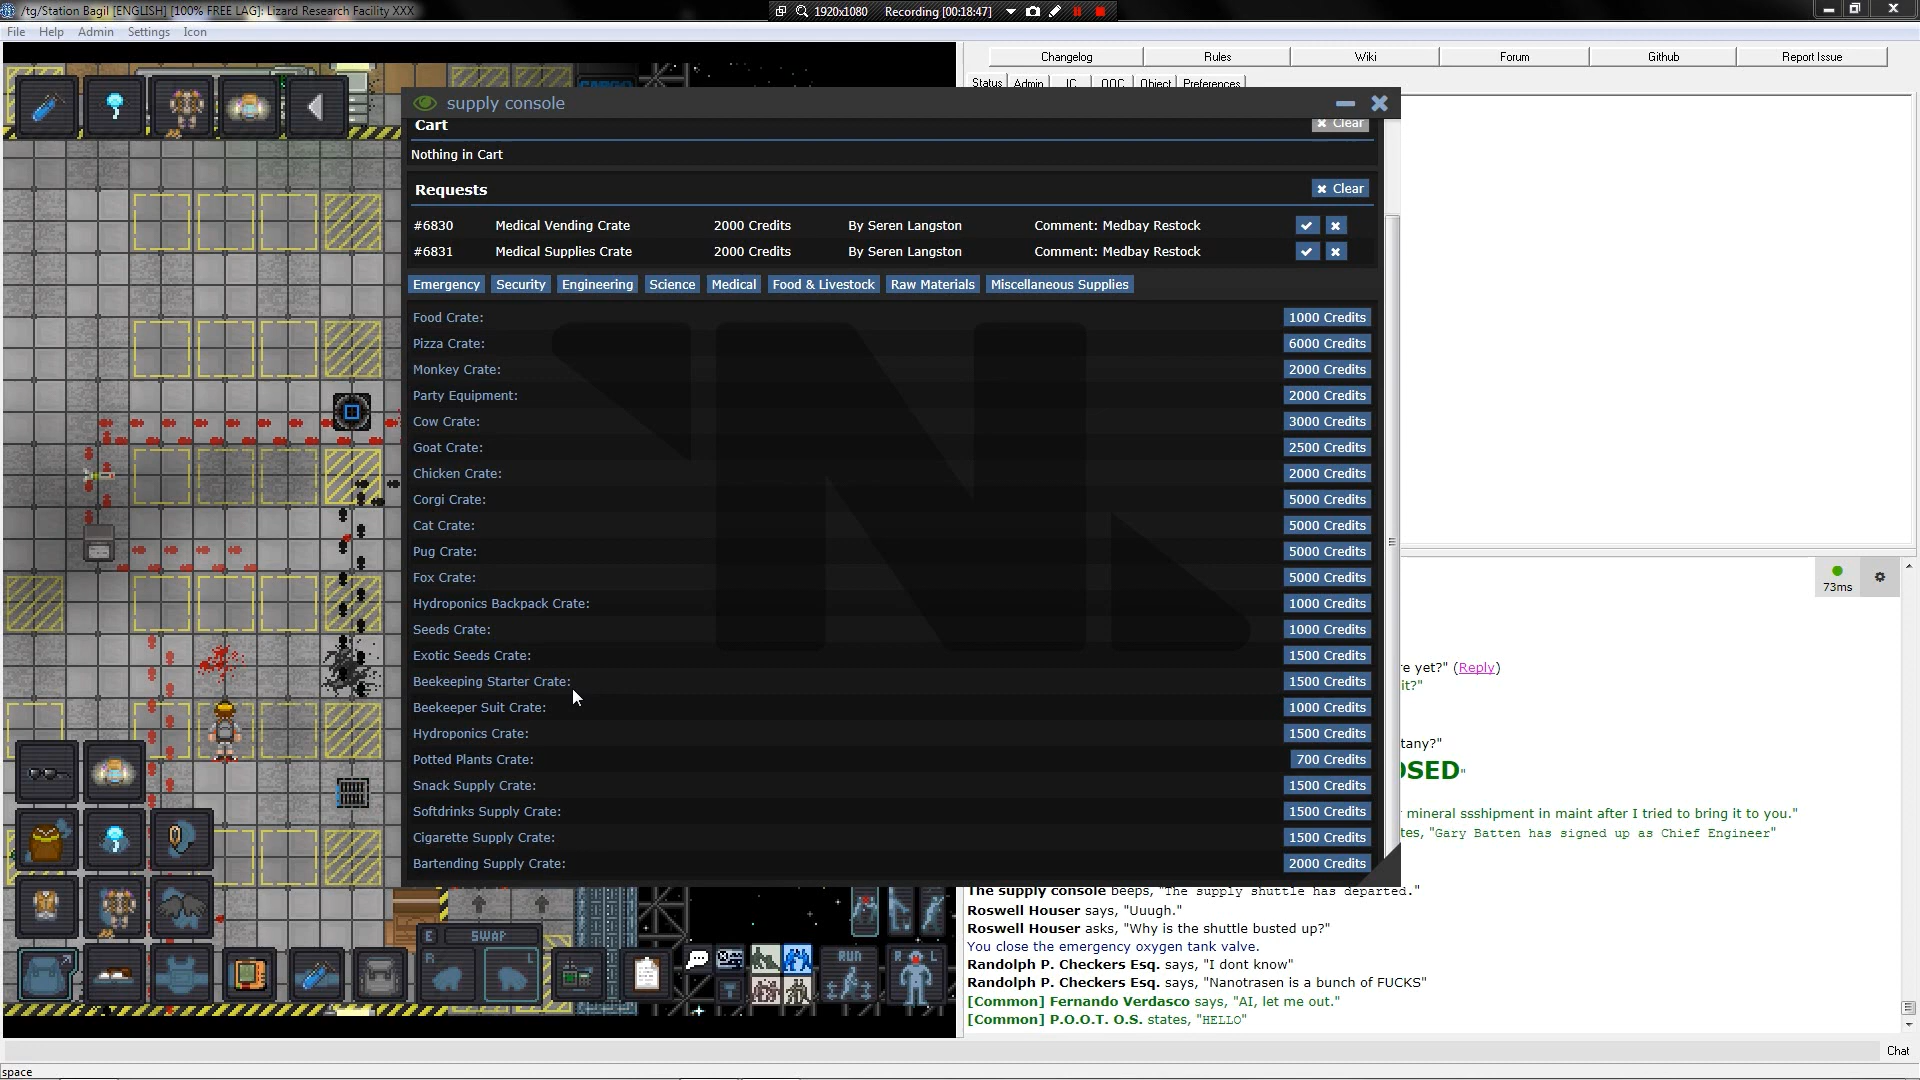 /tg/Station Bagil [ENGLISH] [100% FREE LAG]: Lizard Research Facility XXX
1920x1080 Recording [00:18:47]
File Help Admin Settings Icon
Changelog Rules Wiki Forum Github Report Issue
Status Admin IC OOC Object Preferences
CARGO
supply console
Cart Clear
Nothing in Cart
Requests Clear
#6830 Medical Vending Crate 2000 Credits By Seren Langston Comment: Medbay Restock
#6831 Medical Supplies Crate 2000 Credits By Seren Langston Comment: Medbay Restock
Emergency Security Engineering Science Medical Food & Livestock Raw Materials Miscellaneous Supplies
Food Crate: 1000 Credits
Pizza Crate: 6000 Credits
Monkey Crate: 2000 Credits
Party Equipment: 2000 Credits
Cow Crate: 3000 Credits
Goat Crate: 2500 Credits
Chicken Crate: 2000 Credits
Corgi Crate: 5000 Credits
Cat Crate: 5000 Credits
Pug Crate: 5000 Credits
Fox Crate: 5000 Credits
Hydroponics Backpack Crate: 1000 Credits
Seeds Crate: 1000 Credits
Exotic Seeds Crate: 1500 Credits
Beekeeping Starter Crate: 1500 Credits
Beekeeper Suit Crate: 1000 Credits
Hydroponics Crate: 1500 Credits
Potted Plants Crate: 700 Credits
Snack Supply Crate: 1500 Credits
Softdrinks Supply Crate: 1500 Credits
Cigarette Supply Crate: 1500 Credits
Bartending Supply Crate: 2000 Credits
73ms
yet?" (Reply)
it?"
tany?"
OSED"
mineral ssshipment in maint after I tried to bring it to you."
tes, "Gary Batten has signed up as Chief Engineer"
The supply console beeps, "The supply shuttle has departed."
Roswell Houser says, "Uuugh."
Roswell Houser asks, "Why is the shuttle busted up?"
You close the emergency oxygen tank valve.
Randolph P. Checkers Esq. says, "I dont know"
Randolph P. Checkers Esq. says, "Nanotrasen is a bunch of FUCKS"
[Common] Fernando Verdasco says, "AI, let me out."
[Common] P.O.O.T. O.S. states, "HELLO"
E SWAP
R L
RUN
R L
Chat
space